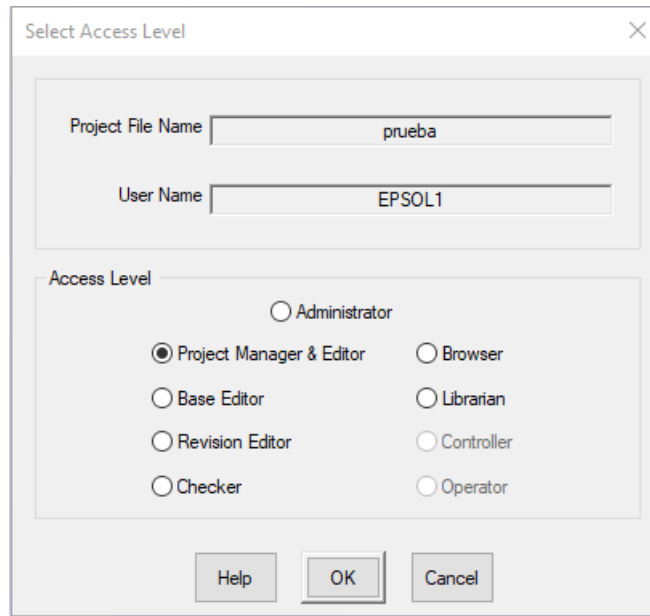 Select Access Level
Project File Name prueba
User Name EPSOL1
Access Level
Administrator
Project Manager & Editor Browser
Base Editor Librarian
Revision Editor Controller
Checker Operator
Help OK Cancel